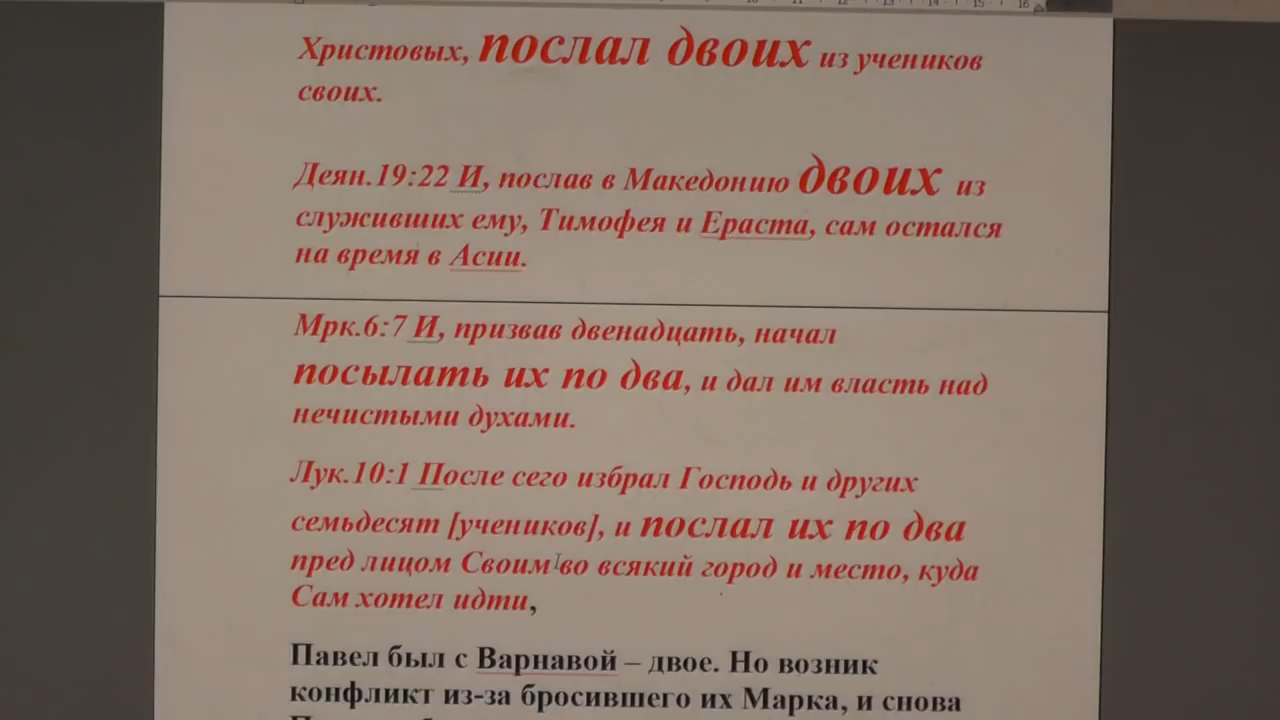 Христовых, послал двоих из учеников
своих.
Деян.19:22 И, послав в Македонию двоих из
служивших ему, Тимофея и Ераста, сам остался
на время в Асии.
Мрк.6:7 И, призвав двенадцать, начал
посылать их по два, и дал им власть над
нечистыми духами.
Лук.10:1 После сего избрал Господь и других
семьдесят [учеников], и послал их по два
пред лицом Своим во всякий город и место, куда
Сам хотел идти,
Павел был с Варнавой – двое. Но возник
конфликт из-за бросившего их Марка, и снова